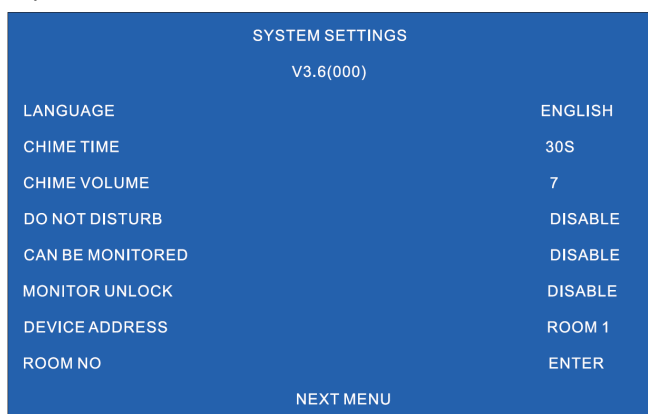 SYSTEM SETTINGS
V3.6(000)
LANGUAGE ENGLISH
CHIME TIME 30S
CHIME VOLUME 7
DO NOT DISTURB DISABLE
CAN BE MONITORED DISABLE
MONITOR UNLOCK DISABLE
DEVICE ADDRESS ROOM 1
ROOM NO ENTER
NEXT MENU